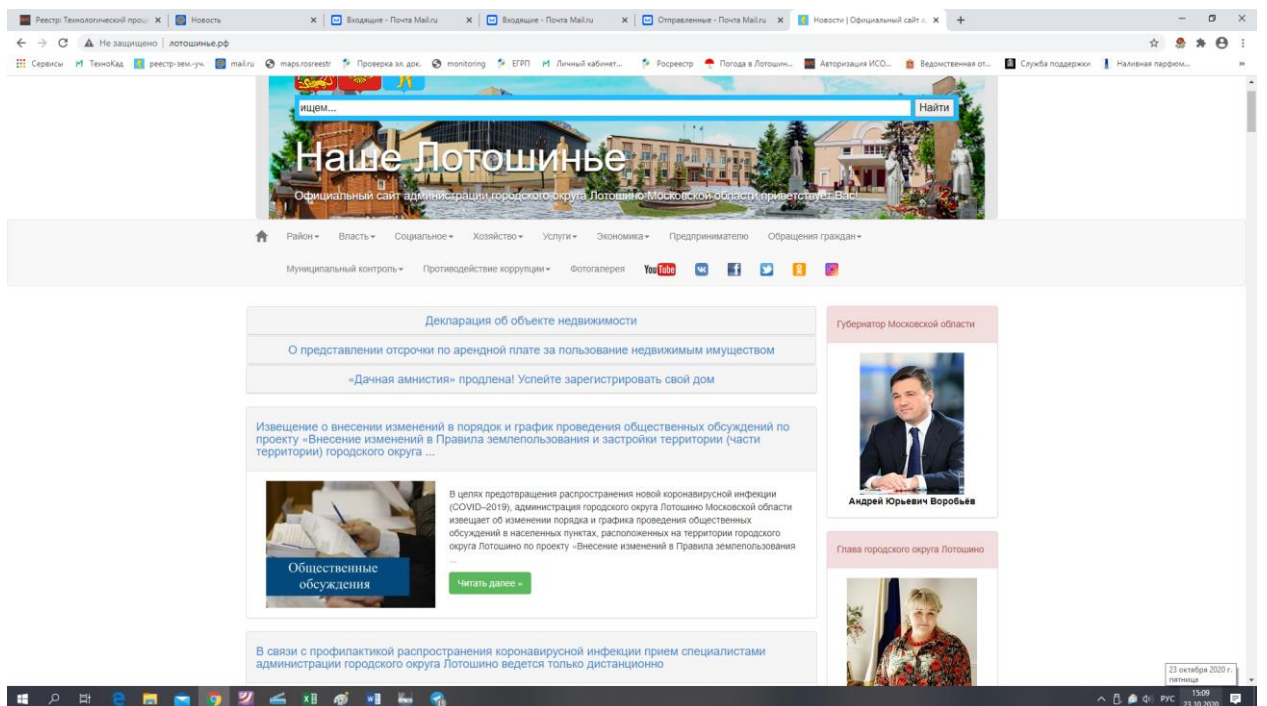 Реестр: Технологический проц
Новость
Входящие - Почта Mail.ru
Входящие - Почта Mail.ru
Отправленные - Почта Mail.ru
Новости | Официальный сайт а
Не защищено | лотошинье.рф
Сервисы
ТехноКад
реестр-зем.-уч.
mail.ru
maps.rosreestr
Проверка эл. док.
monitoring
ЕГРП
Личный кабинет...
Росреестр
Погода в Лотошин...
Авторизация ИСО...
Ведомственная от...
Служба поддержки
Наливная парфюм...
ищем...
Найти
Наше Лотошинье
Официальный сайт администрации городского округа Лотошино Московской области приветствует Вас!
Район Власть Социальное Хозяйство Услуги Экономика Предпринимателю Обращения граждан
Муниципальный контроль Противодействие коррупции Фотогалерея YouTube
Декларация об объекте недвижимости
О представлении отсрочки по арендной плате за пользование недвижимым имуществом
«Дачная амнистия» продлена! Успейте зарегистрировать свой дом
Извещение о внесении изменений в порядок и график проведения общественных обсуждений по
проекту «Внесение изменений в Правила землепользования и застройки территории (части
территории) городского округа ...
Общественные
обсуждения
В целях предотвращения распространения новой коронавирусной инфекции
(COVID–2019), администрация городского округа Лотошино Московской области
извещает об изменении порядка и графика проведения общественных
обсуждений в населенных пунктах, расположенных на территории городского
округа Лотошино по проекту «Внесение изменений в Правила землепользования
...
Читать далее »
В связи с профилактикой распространения коронавирусной инфекции прием специалистами
администрации городского округа Лотошино ведется только дистанционно
Губернатор Московской области
Андрей Юрьевич Воробьёв
Глава городского округа Лотошино
23 октября 2020 г.
пятница
РУС
15:09
23.10.2020